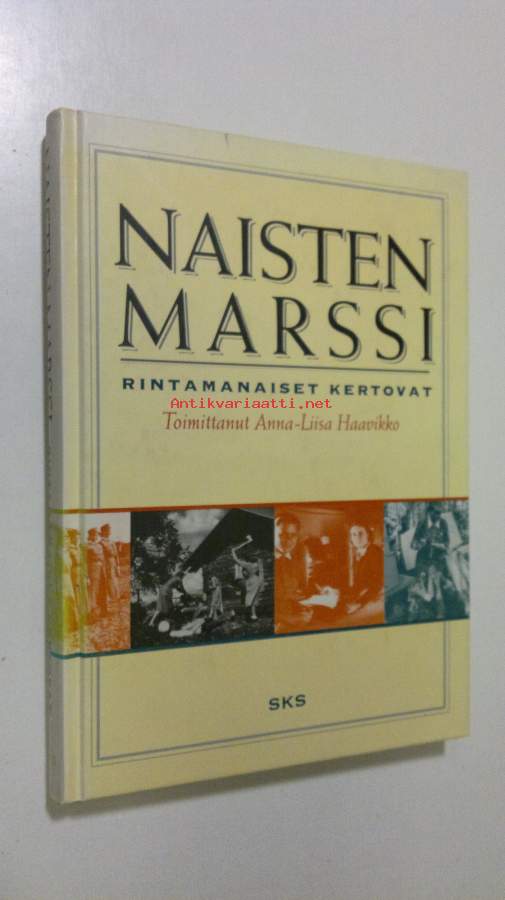 NAISTEN
MARSSI
RINTAMANAISET KERTOVAT
Antikvariaatti.net
Toimittanut Anna-Liisa Haavikko
SKS